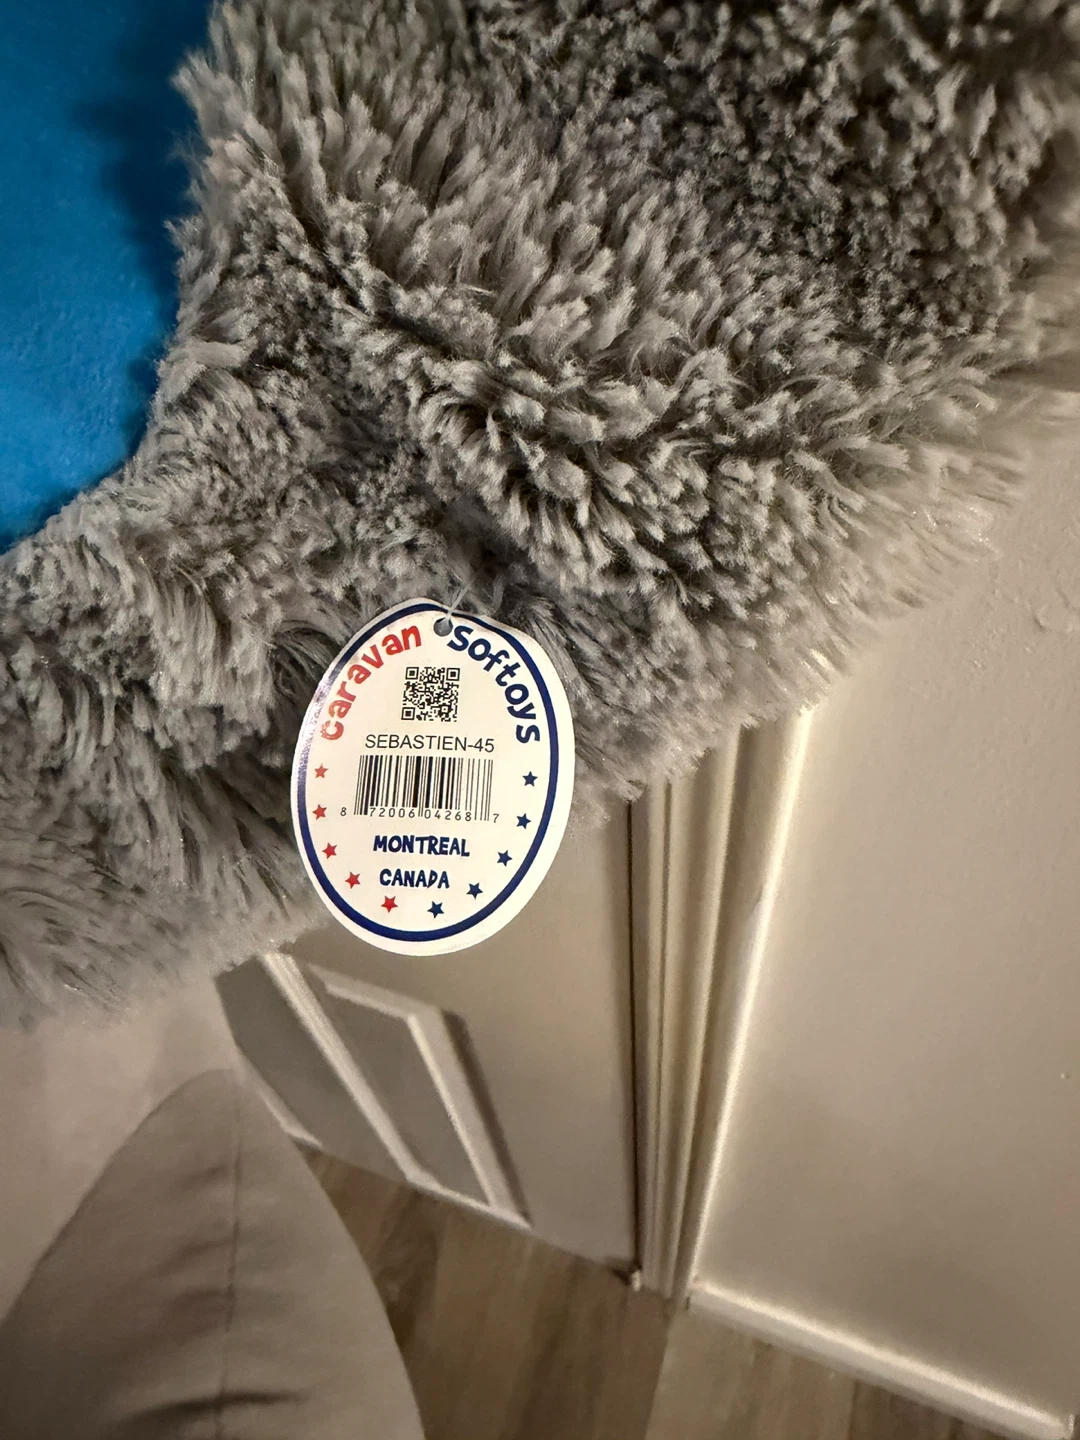 caravan softoys
SEBASTIEN-45
8 72006 04268 7
MONTREAL
CANADA